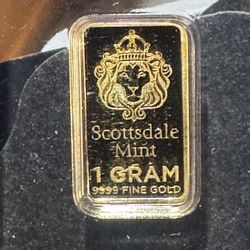 Scottsdale
Mint
1 GRAM
9999 FINE GOLD